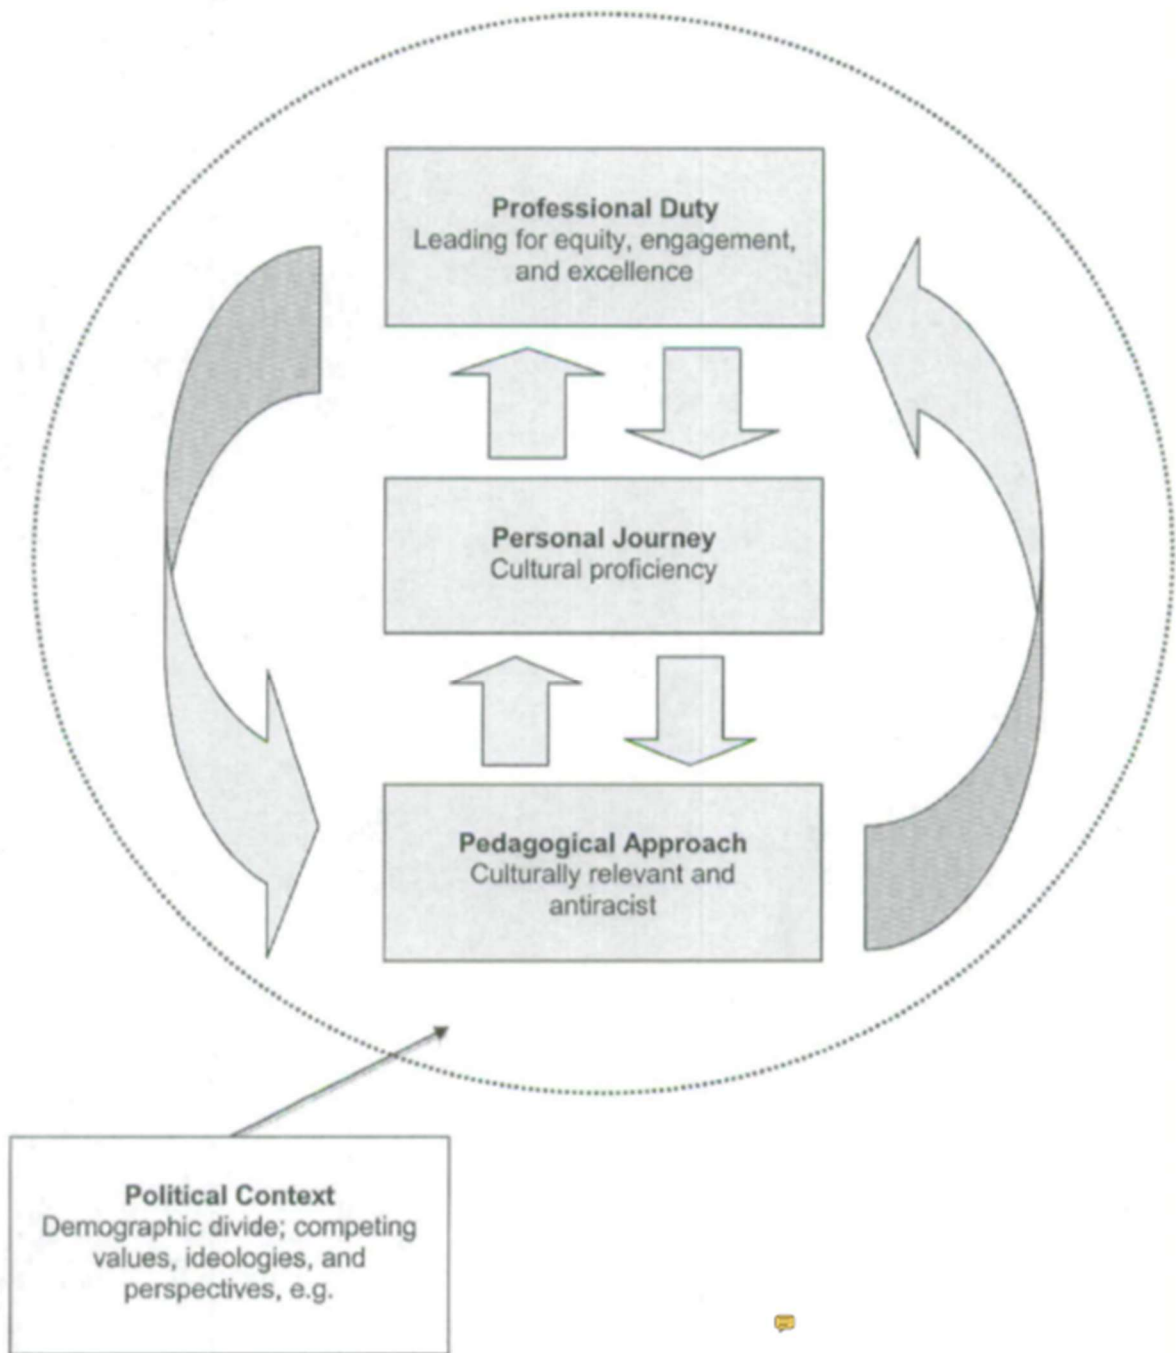 Professional Duty
Leading for equity, engagement,
and excellence
Personal Journey
Cultural proficiency
Pedagogical Approach
Culturally relevant and
antiracist
Political Context
Demographic divide; competing
values, ideologies, and
perspectives, e.g.